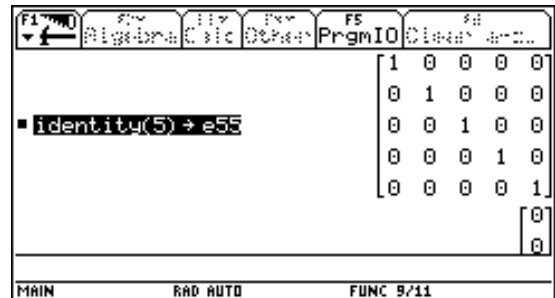 F1 F5
PrgmIO
1 0 0 0 0
0 1 0 0 0
▪ identity(5) → e55 0 0 1 0 0
0 0 0 1 0
0 0 0 0 1
0
0
MAIN RAD AUTO FUNC 9/11